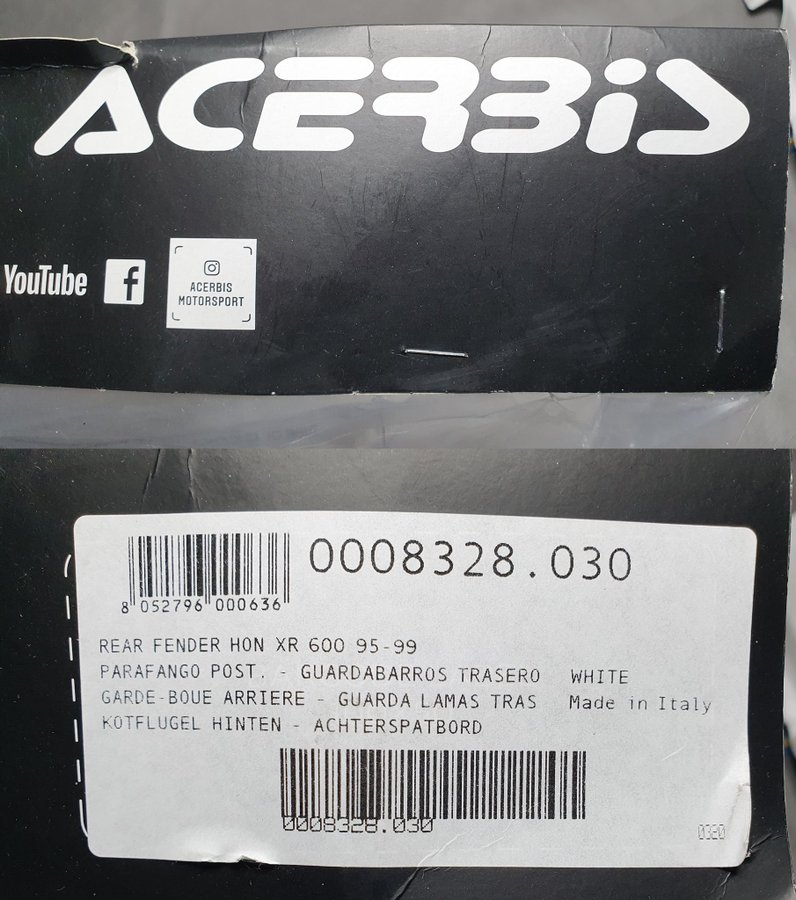 ACERBIS
YouTube f
ACERBIS
MOTORSPORT
0008328.030
8 052796 000636
REAR FENDER HON XR 600 95-99
PARAFANGO POST. - GUARDABARROS TRASERO WHITE
GARDE-BOUE ARRIERE - GUARDA LAMAS TRAS Made in Italy
KOTFLUGEL HINTEN - ACHTERSPATBORD
0008328.030